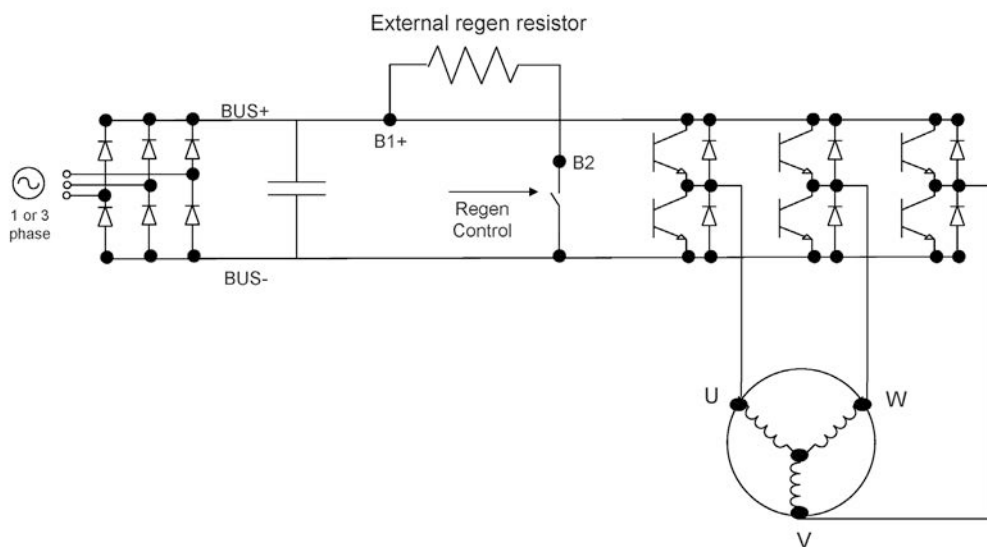 External regen resistor
BUS+
B1+
B2
1 or 3
phase
Regen
Control
BUS-
U
W
V